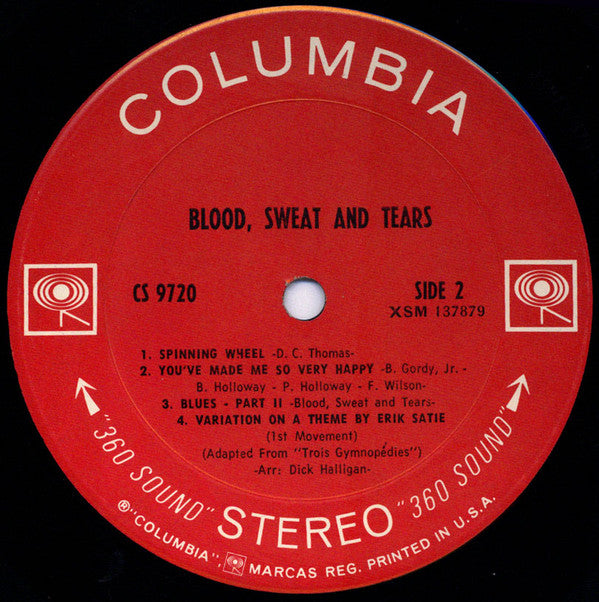 COLUMBIA
BLOOD, SWEAT AND TEARS
CS 9720
SIDE 2
XSM 137879
1. SPINNING WHEEL -D. C. Thomas-
2. YOU'VE MADE ME SO VERY HAPPY -B. Gordy, Jr. -
B. Holloway - P. Holloway - F. Wilson-
3. BLUES - PART II -Blood, Sweat and Tears-
4. VARIATION ON A THEME BY ERIK SATIE
(1st Movement)
(Adapted From "Trois Gymnopédies")
-Arr: Dick Halligan-
"360 SOUND" STEREO "360 SOUND"
®"COLUMBIA", MARCAS REG. PRINTED IN U.S.A.